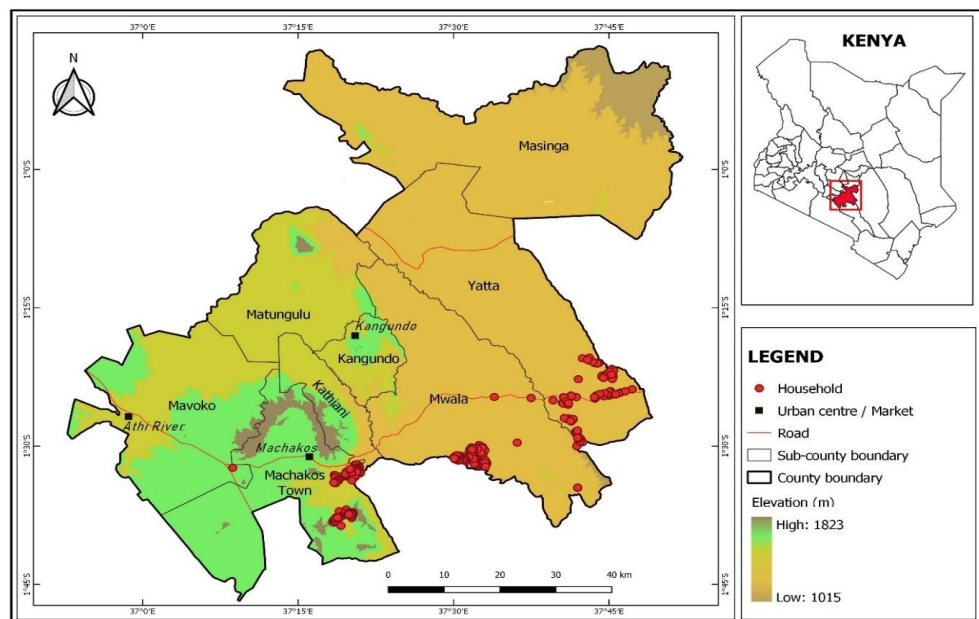 37°0'E 37°15'E 37°30'E 37°45'E
N
1°0'S
1°15'S
1°30'S
1°45'S
Masinga
Yatta
Matungulu
Kangundo
Kangundo
Kathiani
Mwala
Mavoko
Athi River
Machakos
Machakos
Town
0 10 20 30 40 km
1°0'S
1°15'S
1°30'S
1°45'S
37°0'E 37°15'E 37°30'E 37°45'E
KENYA
LEGEND
Household
Urban centre / Market
Road
Sub-county boundary
County boundary
Elevation (m)
High: 1823
Low: 1015